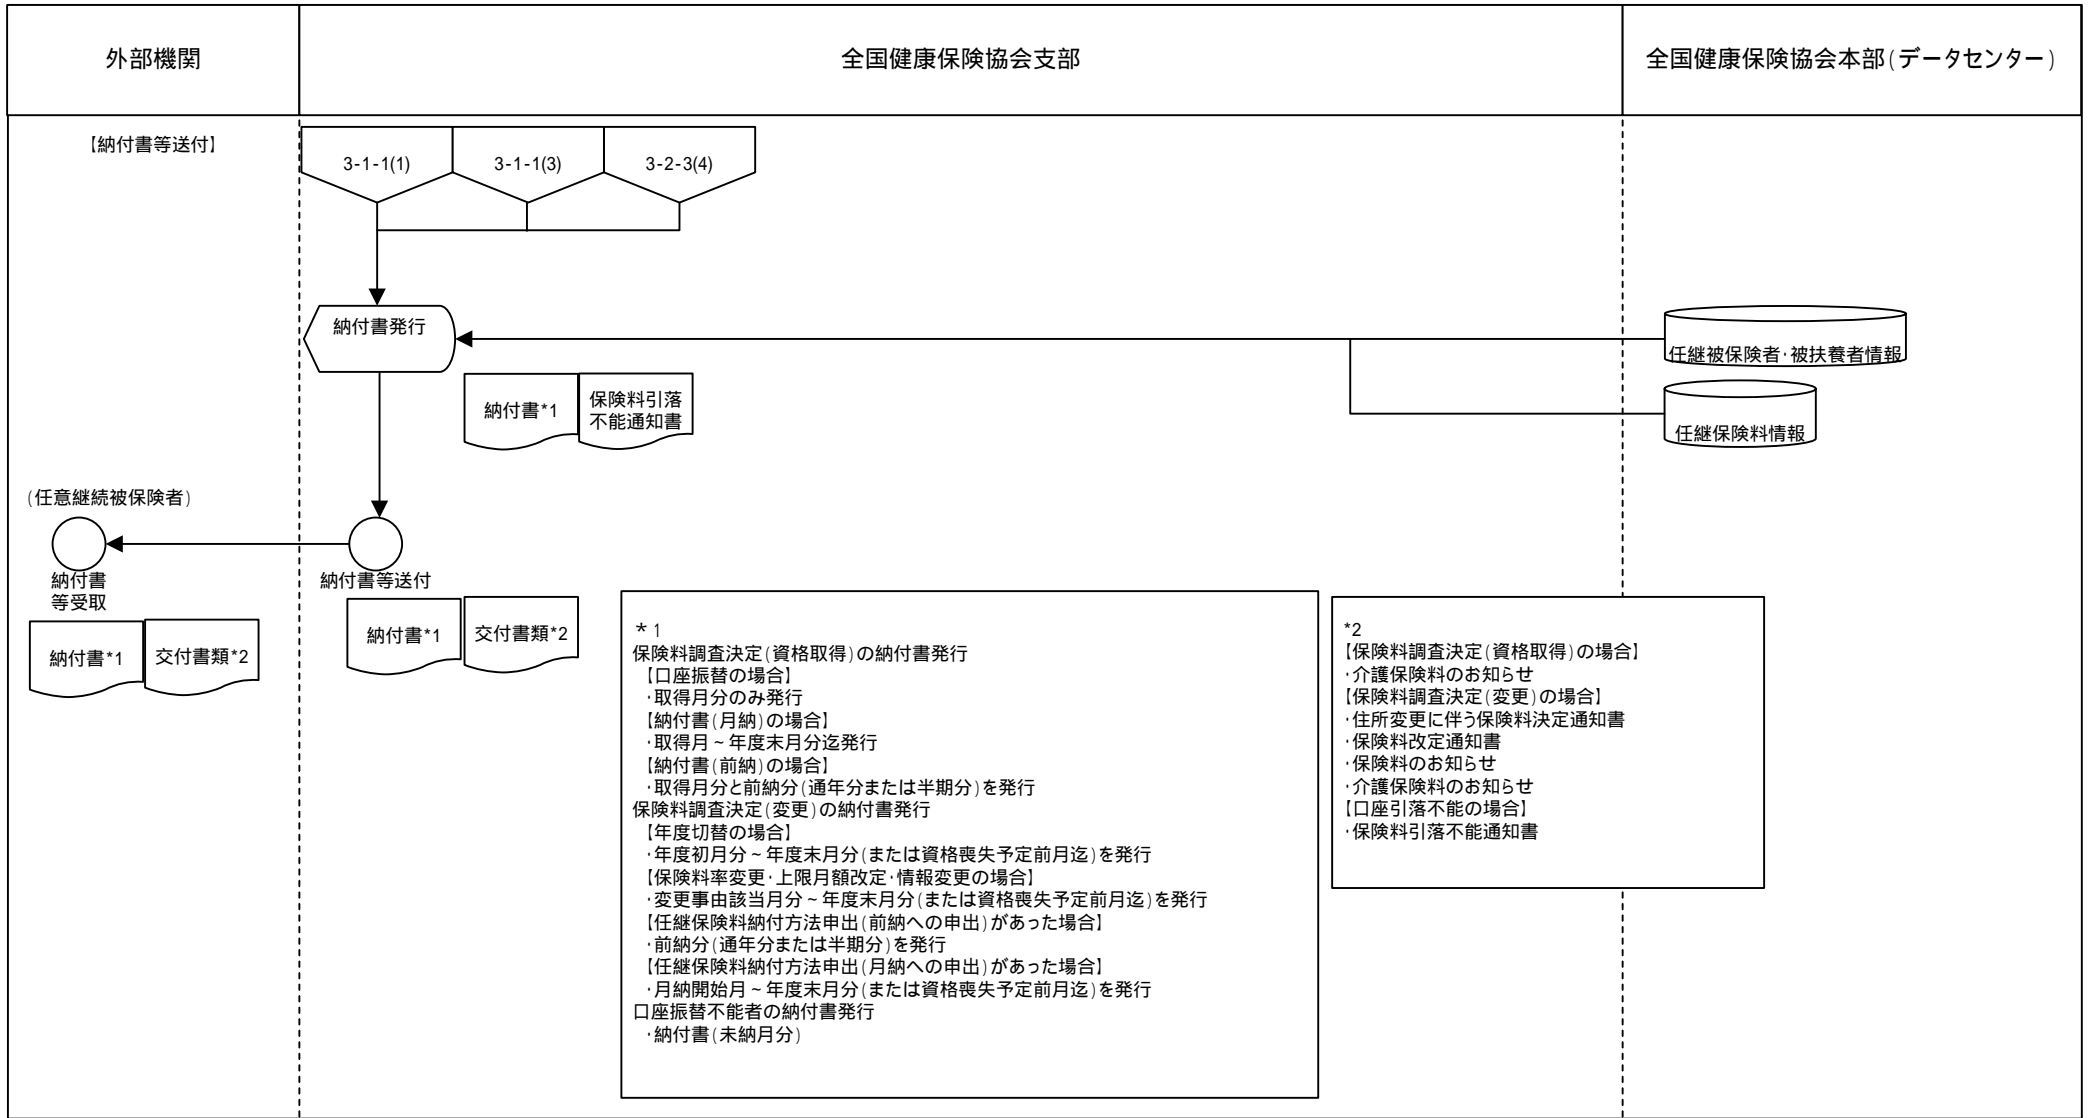 外部機関
全国健康保険協会支部
全国健康保険協会本部(データセンター)
【納付書等送付】
3-1-1(1)
3-1-1(3)
3-2-3(4)
納付書発行
任継被保険者・被扶養者情報
納付書*1
保険料引落
不能通知書
任継保険料情報
(任意継続被保険者)
納付書
等受取
納付書等送付
納付書*1
交付書類*2
納付書*1
交付書類*2
*1
保険料調査決定(資格取得)の納付書発行
【口座振替の場合】
・取得月分のみ発行
【納付書(月納)の場合】
・取得月~年度末月分迄発行
【納付書(前納)の場合】
・取得月分と前納分(通年分または半期分)を発行
保険料調査決定(変更)の納付書発行
【年度切替の場合】
・年度初月分~年度末月分(または資格喪失予定前月迄)を発行
【保険料率変更・上限月額改定・情報変更の場合】
・変更事由該当月分~年度末月分(または資格喪失予定前月迄)を発行
【任継保険料納付方法申出(前納への申出)があった場合】
・前納分(通年分または半期分)を発行
【任継保険料納付方法申出(月納への申出)があった場合】
・月納開始月~年度末月分(または資格喪失予定前月迄)を発行
口座振替不能者の納付書発行
・納付書(未納月分)
*2
【保険料調査決定(資格取得)の場合】
・介護保険料のお知らせ
【保険料調査決定(変更)の場合】
・住所変更に伴う保険料決定通知書
・保険料改定通知書
・保険料のお知らせ
・介護保険料のお知らせ
【口座引落不能の場合】
・保険料引落不能通知書